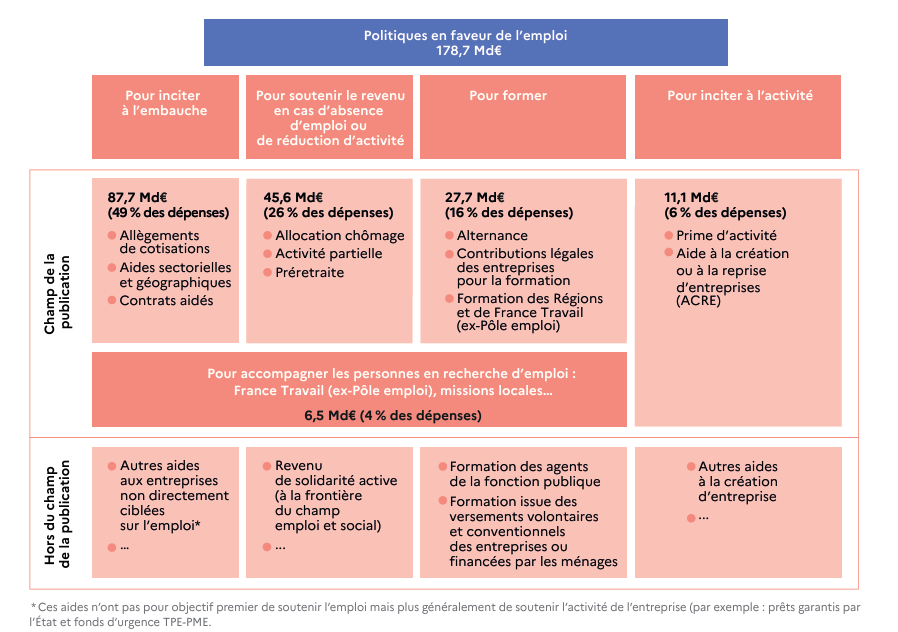 Politiques en faveur de l'emploi
178,7 Md€
Pour inciter
à l'embauche
Pour soutenir le revenu
en cas d'absence
d'emploi ou
de réduction d'activité
Pour former
Pour inciter à l'activité
Champ de la
publication
87,7 Md€
(49 % des dépenses)
Allègements
de cotisations
Aides sectorielles
et géographiques
Contrats aidés
45,6 Md€
(26 % des dépenses)
Allocation chômage
Activité partielle
Préretraite
27,7 Md€
(16 % des dépenses)
Alternance
Contributions légales
des entreprises
pour la formation
Formation des Régions
et de France Travail
(ex-Pôle emploi)
11,1 Md€
(6 % des dépenses)
Prime d'activité
Aide à la création
ou à la reprise
d'entreprises
(ACRE)
Pour accompagner les personnes en recherche d'emploi :
France Travail (ex-Pôle emploi), missions locales...
6,5 Md€ (4 % des dépenses)
Hors du champ
de la publication
Autres aides
aux entreprises
non directement
ciblées
sur l'emploi*
...
Revenu
de solidarité active
(à la frontière
du champ
emploi et social)
...
Formation des agents
de la fonction publique
Formation issue des
versements volontaires
et conventionnels
des entreprises ou
financées par les ménages
Autres aides
à la création
d'entreprise
...
* Ces aides n'ont pas pour objectif premier de soutenir l'emploi mais plus généralement de soutenir l'activité de l'entreprise (par exemple : prêts garantis par
l'État et fonds d'urgence TPE-PME.